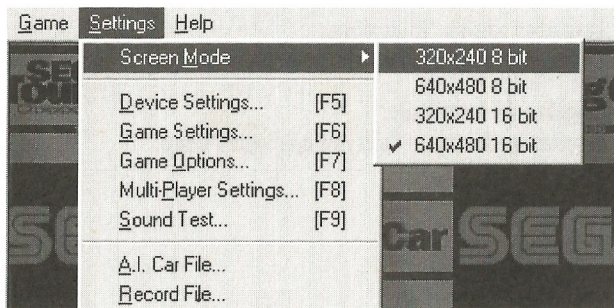 Game Settings Help
Screen Mode
Device Settings... [F5]
Game Settings... [F6]
Game Options... [F7]
Multi-Player Settings... [F8]
Sound Test... [F9]
A.I. Car File...
Record File...
320x240 8 bit
640x480 8 bit
320x240 16 bit
✔ 640x480 16 bit
Car SEG